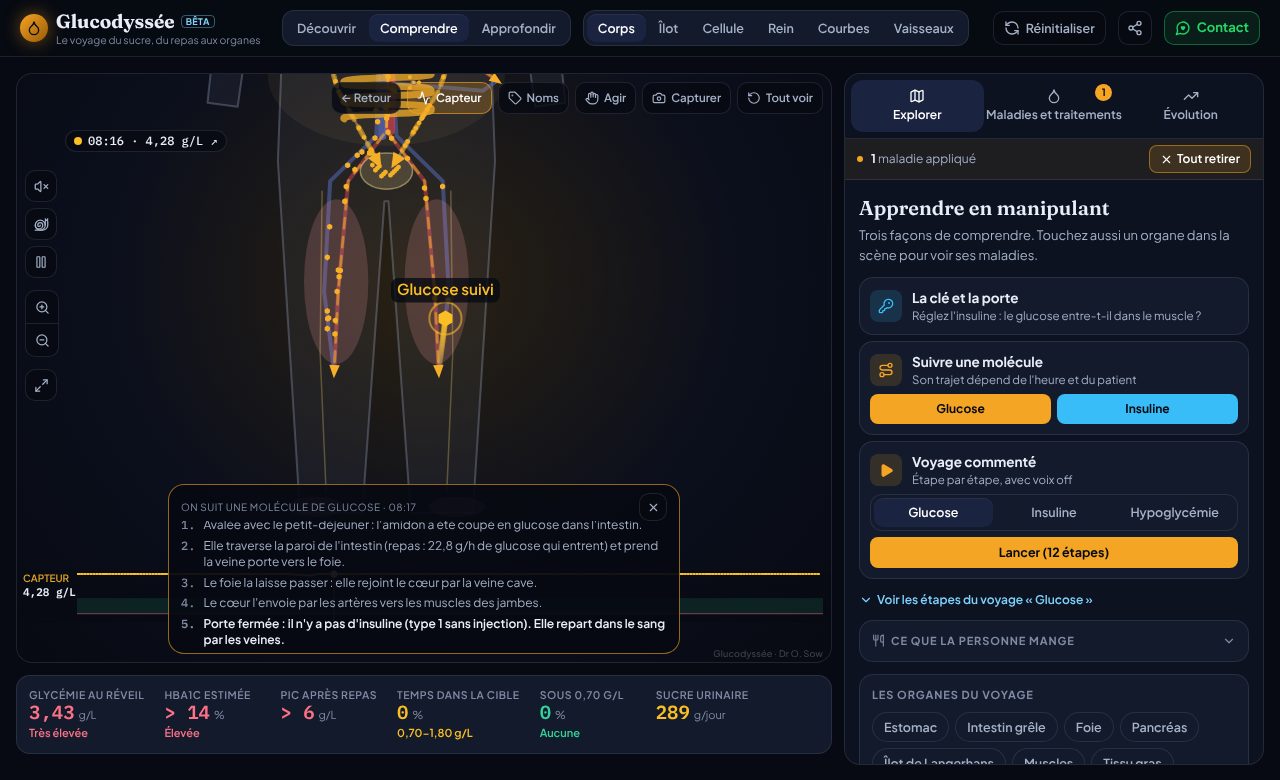 Glucodyssée BÊTA
Le voyage du sucre, du repas aux organes
Découvrir Comprendre Approfondir
Corps Îlot Cellule Rein Courbes Vaisseaux
Réinitialiser
Contact
← Retour Capteur Noms Agir Capturer Tout voir
08:16 · 4,28 g/L ↗
Glucose suivi
ON SUIT UNE MOLÉCULE DE GLUCOSE · 08:17
1. Avalee avec le petit-dejeuner : l'amidon a ete coupe en glucose dans l'intestin.
2. Elle traverse la paroi de l'intestin (repas : 22,8 g/h de glucose qui entrent) et prend
la veine porte vers le foie.
3. Le foie la laisse passer : elle rejoint le cœur par la veine cave.
4. Le cœur l'envoie par les artères vers les muscles des jambes.
5. Porte fermée : il n'y a pas d'insuline (type 1 sans injection). Elle repart dans le sang
par les veines.
CAPTEUR
4,28 g/L
Glucodyssée · Dr O. Sow
GLYCÉMIE AU RÉVEIL
3,43 g/L
Très élevée
HBA1C ESTIMÉE
> 14 %
Élevée
PIC APRÈS REPAS
> 6 g/L
TEMPS DANS LA CIBLE
0 %
0,70–1,80 g/L
SOUS 0,70 G/L
0 %
Aucune
SUCRE URINAIRE
289 g/jour
Explorer
Maladies et traitements 1
Évolution
1 maladie appliqué
Tout retirer
Apprendre en manipulant
Trois façons de comprendre. Touchez aussi un organe dans la
scène pour voir ses maladies.
La clé et la porte
Réglez l'insuline : le glucose entre-t-il dans le muscle ?
Suivre une molécule
Son trajet dépend de l'heure et du patient
Glucose Insuline
Voyage commenté
Étape par étape, avec voix off
Glucose Insuline Hypoglycémie
Lancer (12 étapes)
Voir les étapes du voyage « Glucose »
CE QUE LA PERSONNE MANGE
LES ORGANES DU VOYAGE
Estomac Intestin grêle Foie Pancréas
Îlot de Langerhans Muscles Tissu gras